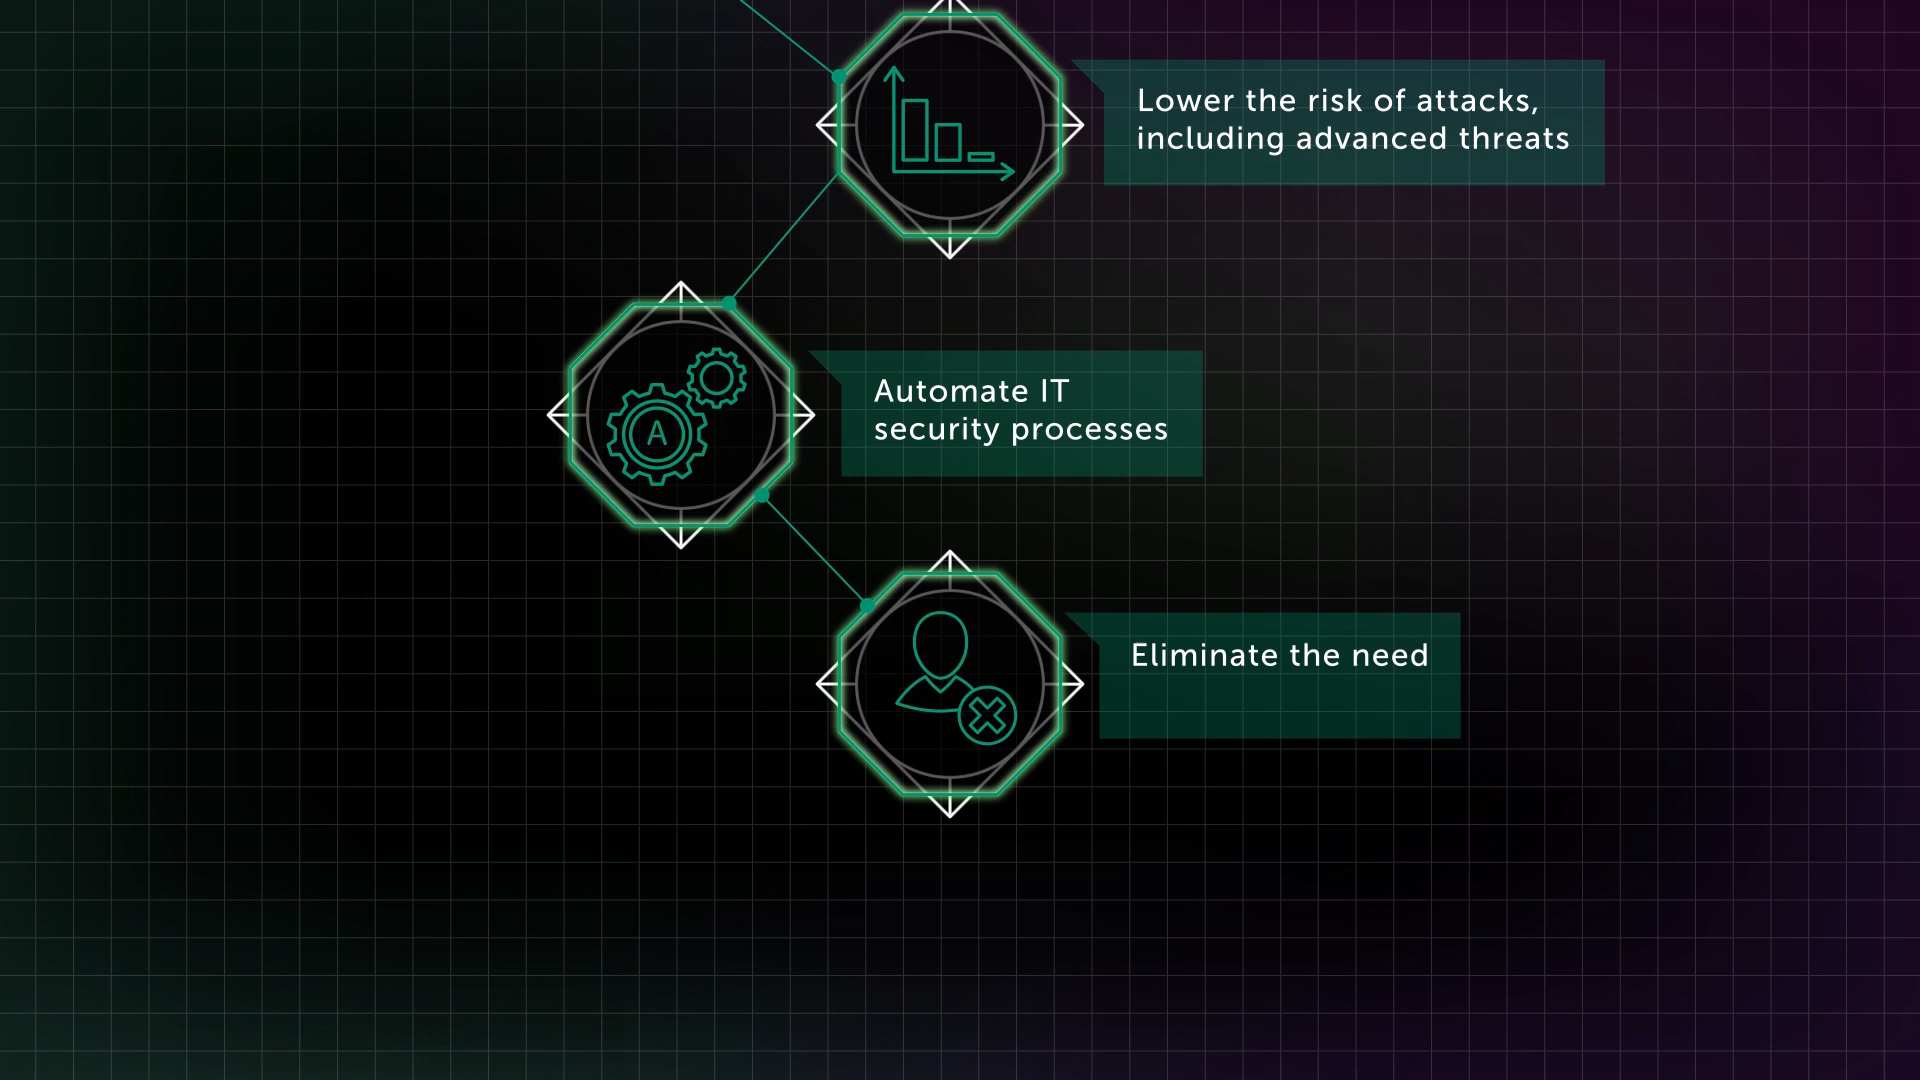 Lower the risk of attacks,
including advanced threats
Automate IT
security processes
A
Eliminate the need